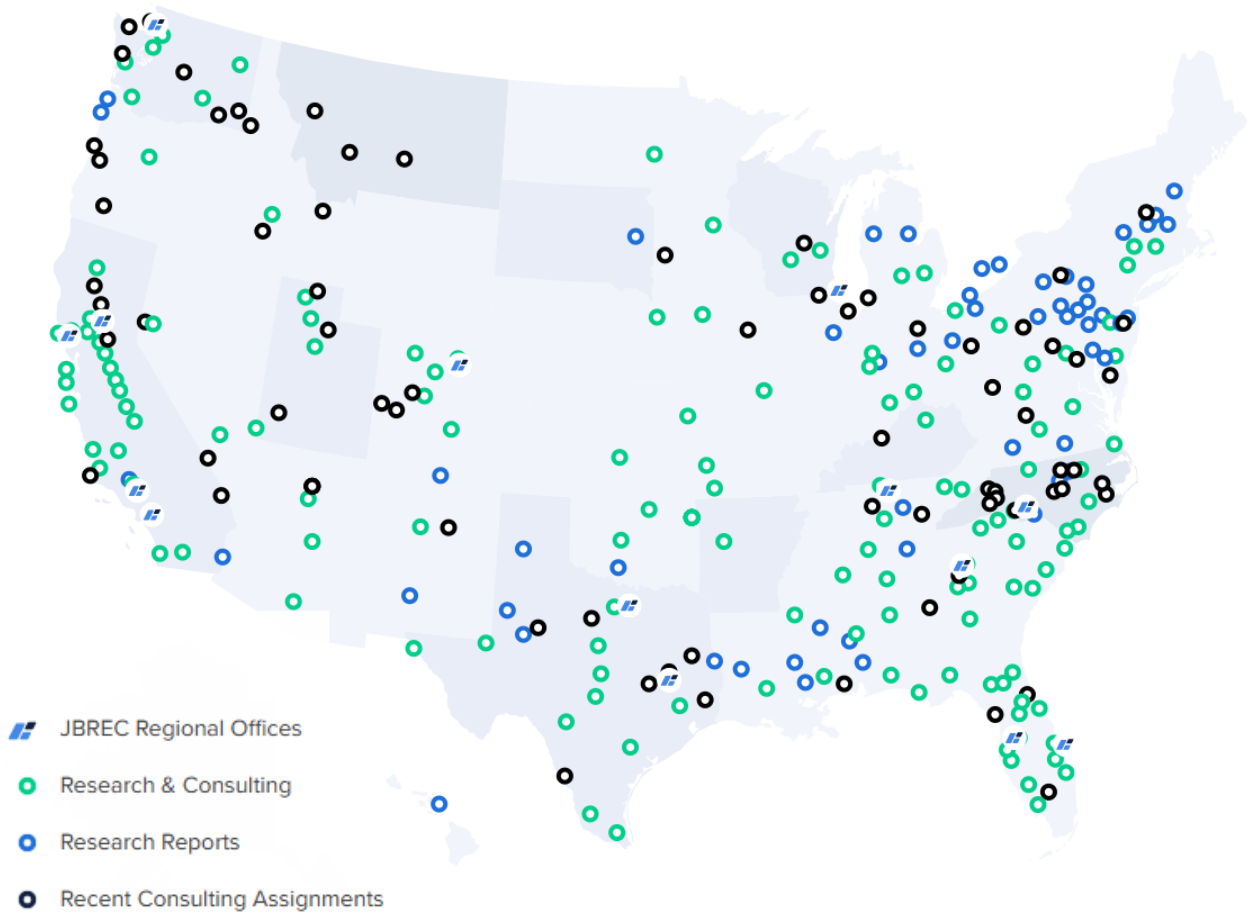 JBREC Regional Offices
Research & Consulting
Research Reports
Recent Consulting Assignments